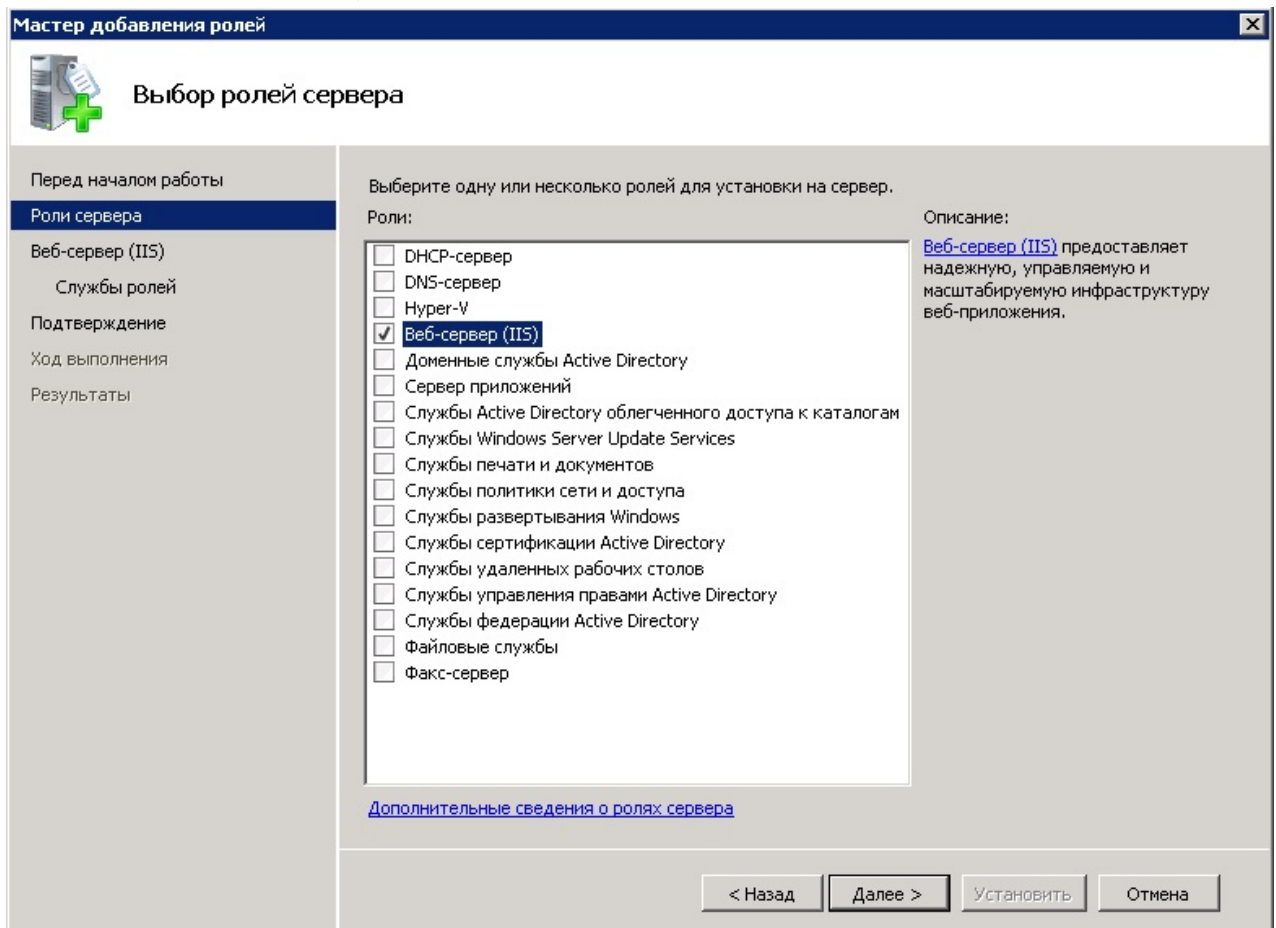 Мастер добавления ролей
Выбор ролей сервера
Перед началом работы
Роли сервера
Веб-сервер (IIS)
Службы ролей
Подтверждение
Ход выполнения
Результаты
Выберите одну или несколько ролей для установки на сервер.
Роли:
DHCP-сервер
DNS-сервер
Hyper-V
Веб-сервер (IIS)
Доменные службы Active Directory
Сервер приложений
Службы Active Directory облегченного доступа к каталогам
Службы Windows Server Update Services
Службы печати и документов
Службы политики сети и доступа
Службы развертывания Windows
Службы сертификации Active Directory
Службы удаленных рабочих столов
Службы управления правами Active Directory
Службы федерации Active Directory
Файловые службы
Факс-сервер
Дополнительные сведения о ролях сервера
Описание:
Веб-сервер (IIS) предоставляет
надежную, управляемую и
масштабируемую инфраструктуру
веб-приложения.
< Назад
Далее >
Установить
Отмена